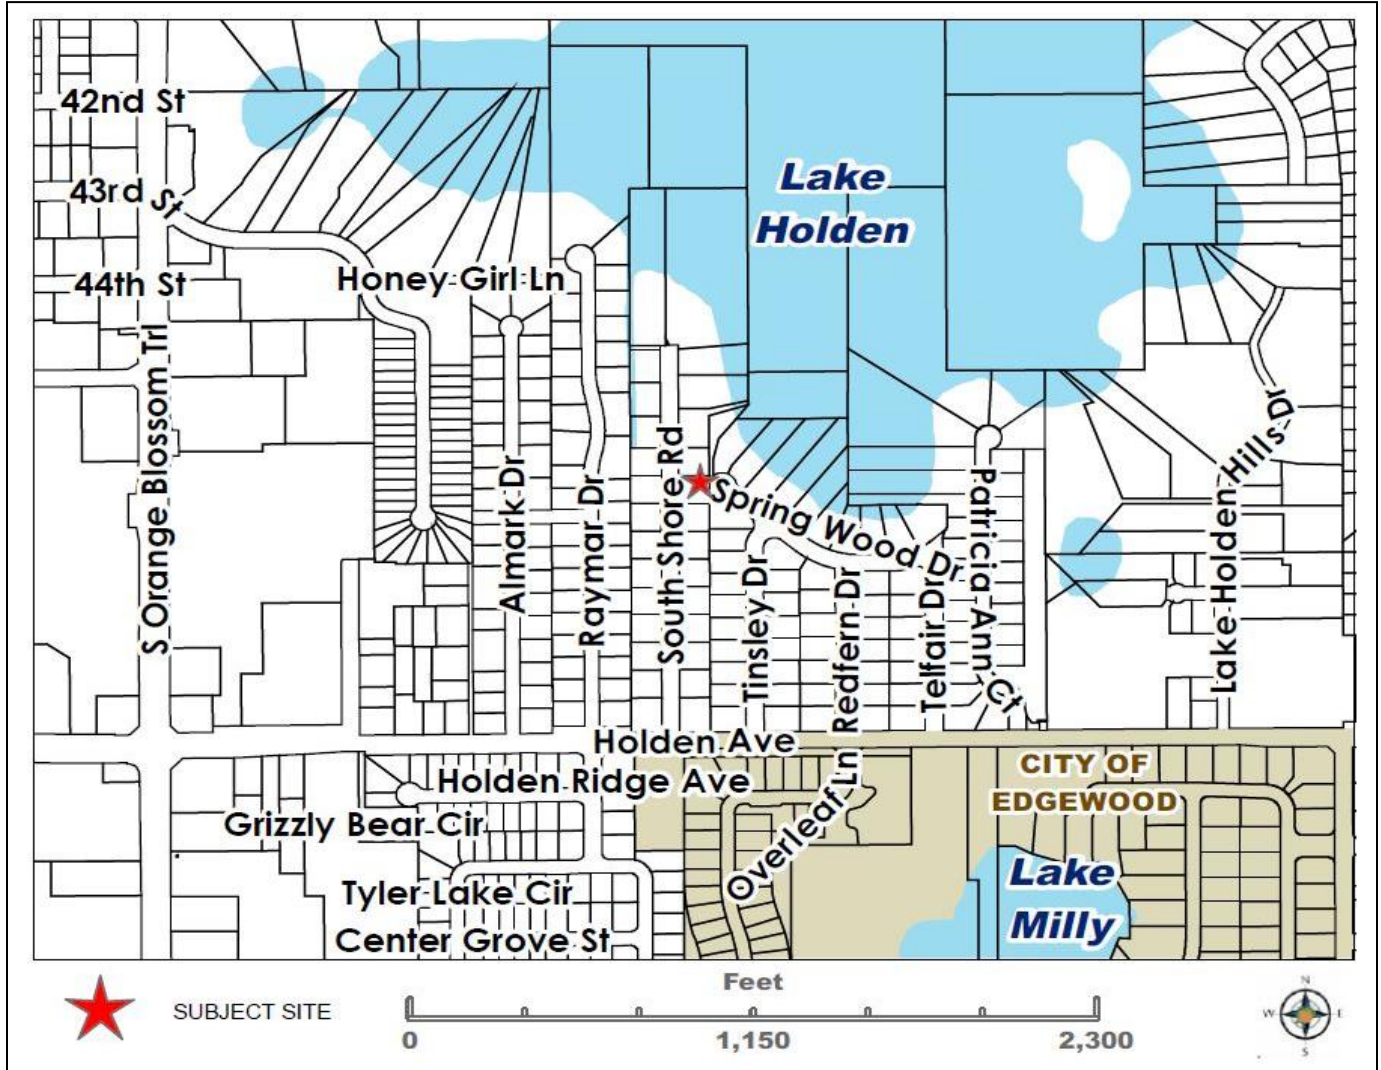 42nd St
Lake
Holden
43rd St
44th St
Honey Girl Ln
S Orange Blossom Trl
Almark Dr
Raymar Dr
South Shore Rd
Spring Wood Dr
Tinsley Dr
Redfern Dr
Telfair Dr
Patricia Ann Ct
Lake Holden Hills Dr
Holden Ave
Holden Ridge Ave
Overleaf Ln
CITY OF
EDGEWOOD
Grizzly Bear Cir
Tyler Lake Cir
Center Grove St
Lake
Milly
SUBJECT SITE
Feet
0 1,150 2,300
N
W E
S